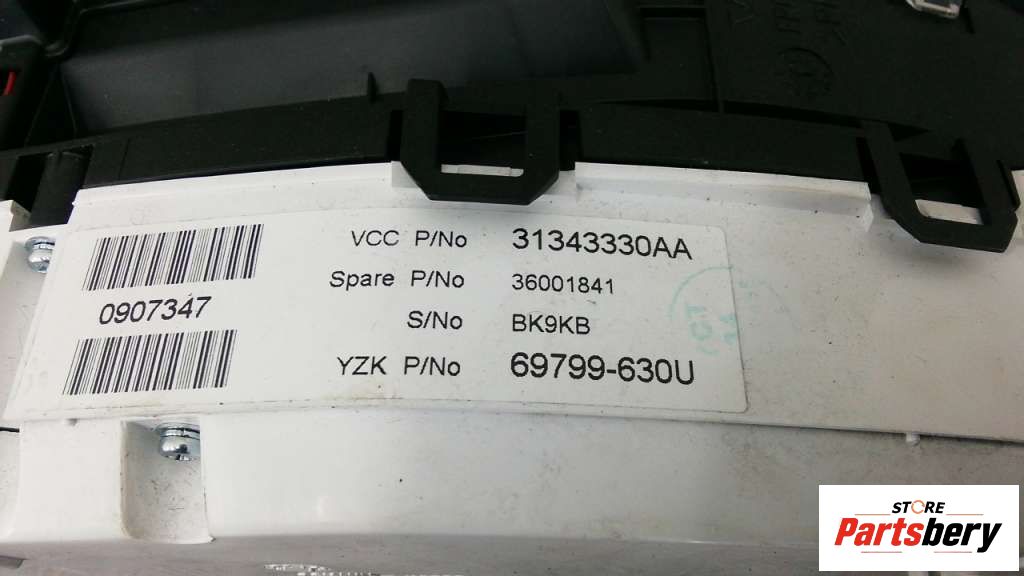 VCC P/No 31343330AA
Spare P/No 36001841
0907347
S/No BK9KB
YZK P/No 69799-630U
STORE
Partsbery